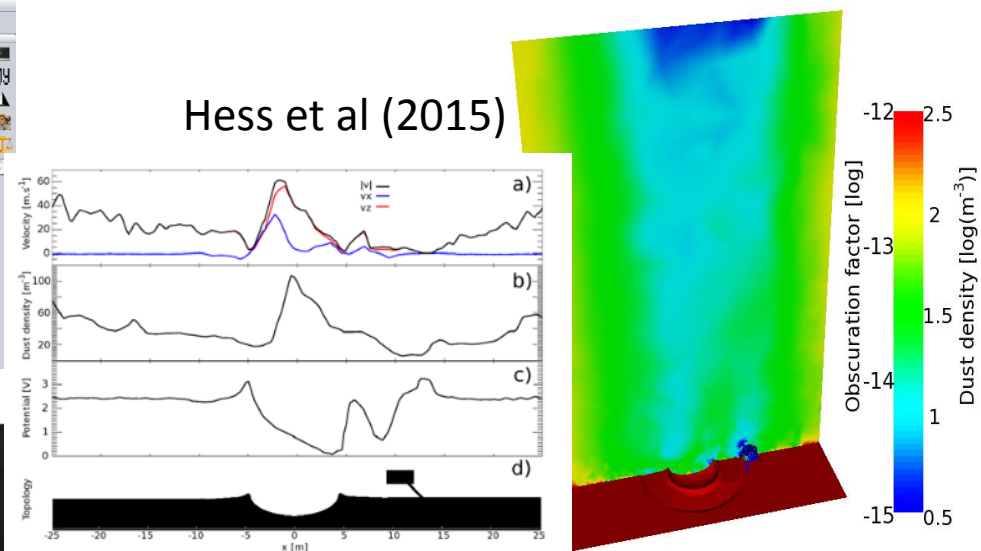 Hess et al (2015)
a)
|v|
vx
vz
Velocity [m.s⁻¹]
60
40
20
0
b)
Dust density [m⁻³]
100
60
20
c)
Potential [V]
3
2
1
0
d)
Topology
-25 -20 -15 -10 -5 0 5 10 15 20 25
x [m]
Obscuration factor [log]
-12
-13
-14
-15
2.5
2
1.5
1
0.5
Dust density [log(m⁻³)]